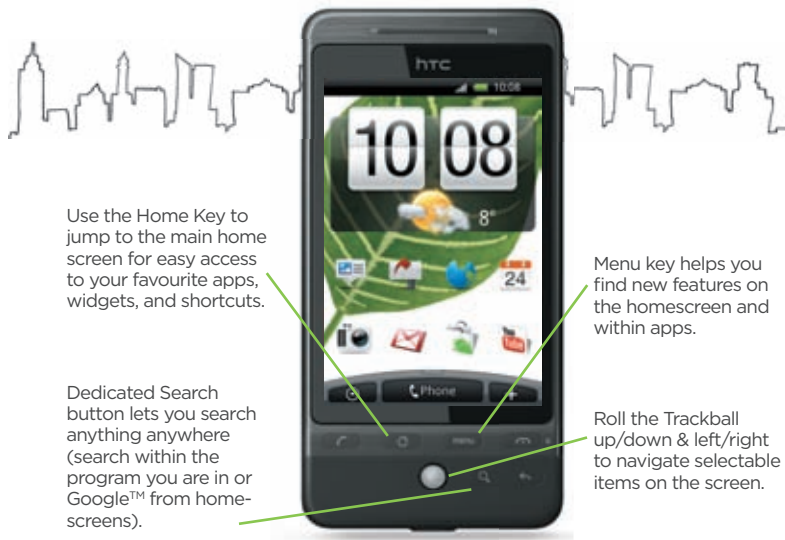 hTC
10:08
10 08
8°
24
You
Tube
Phone
menu
Use the Home Key to
jump to the main home
screen for easy access
to your favourite apps,
widgets, and shortcuts.
Dedicated Search
button lets you search
anything anywhere
(search within the
program you are in or
Google™ from home-
screens).
Menu key helps you
find new features on
the homescreen and
within apps.
Roll the Trackball
up/down & left/right
to navigate selectable
items on the screen.